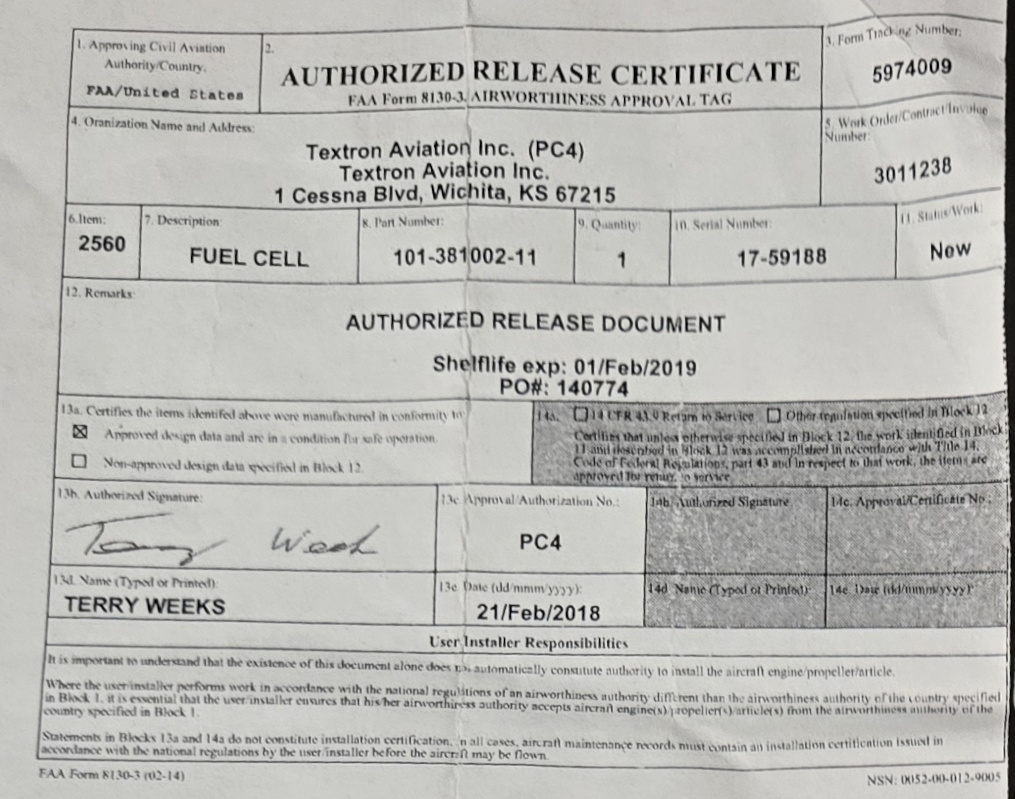 1. Approving Civil Aviation
Authority/Country.
FAA/United States
2.
AUTHORIZED RELEASE CERTIFICATE
FAA Form 8130-3, AIRWORTHINESS APPROVAL TAG
3. Form Tracking Number:
5974009
4. Oranization Name and Address:
Textron Aviation Inc. (PC4)
Textron Aviation Inc.
1 Cessna Blvd, Wichita, KS 67215
5. Work Order/Contract/Invoice
Number:
3011238
6.Item:
2560
7. Description:
FUEL CELL
8. Part Number:
101-381002-11
9. Quantity:
1
10. Serial Number:
17-59188
11. Status/Work:
New
12. Remarks:
AUTHORIZED RELEASE DOCUMENT
Shelflife exp: 01/Feb/2019
PO#: 140774
13a. Certifies the items identifed above were manufactured in conformity to:
☒ Approved design data and are in a condition for safe operation.
☐ Non-approved design data specified in Block 12.
14a. ☐ 14 CFR 43.9 Return to Service ☐ Other regulation specified in Block 12
Certifies that unless otherwise specified in Block 12, the work identified in Block
11 and described in Block 12 was accomplished in accordance with Title 14,
Code of Federal Regulations, part 43 and in respect to that work, the items are
approved for return to service.
13b. Authorized Signature:
Terry Weeks
13c Approval/Authorization No.:
PC4
14b. Authorized Signature
14c. Approval/Certificate No.:
13d. Name (Typed or Printed):
TERRY WEEKS
13e. Date (dd/mmm/yyyy):
21/Feb/2018
14d. Name (Typed or Printed):
14e. Date (dd/mmm/yyyy):
User/Installer Responsibilities
It is important to understand that the existence of this document alone does not automatically constitute authority to install the aircraft engine/propeller/article.
Where the user/installer performs work in accordance with the national regulations of an airworthiness authority different than the airworthiness authority of the country specified
in Block 1, it is essential that the user/installer ensures that his/her airworthiness authority accepts aircraft engine(s)/propeller(s)/article(s) from the airworthiness authority of the
country specified in Block 1.
Statements in Blocks 13a and 14a do not constitute installation certification. In all cases, aircraft maintenance records must contain an installation certification issued in
accordance with the national regulations by the user/installer before the aircraft may be flown.
FAA Form 8130-3 (02-14)
NSN: 0052-00-012-9005